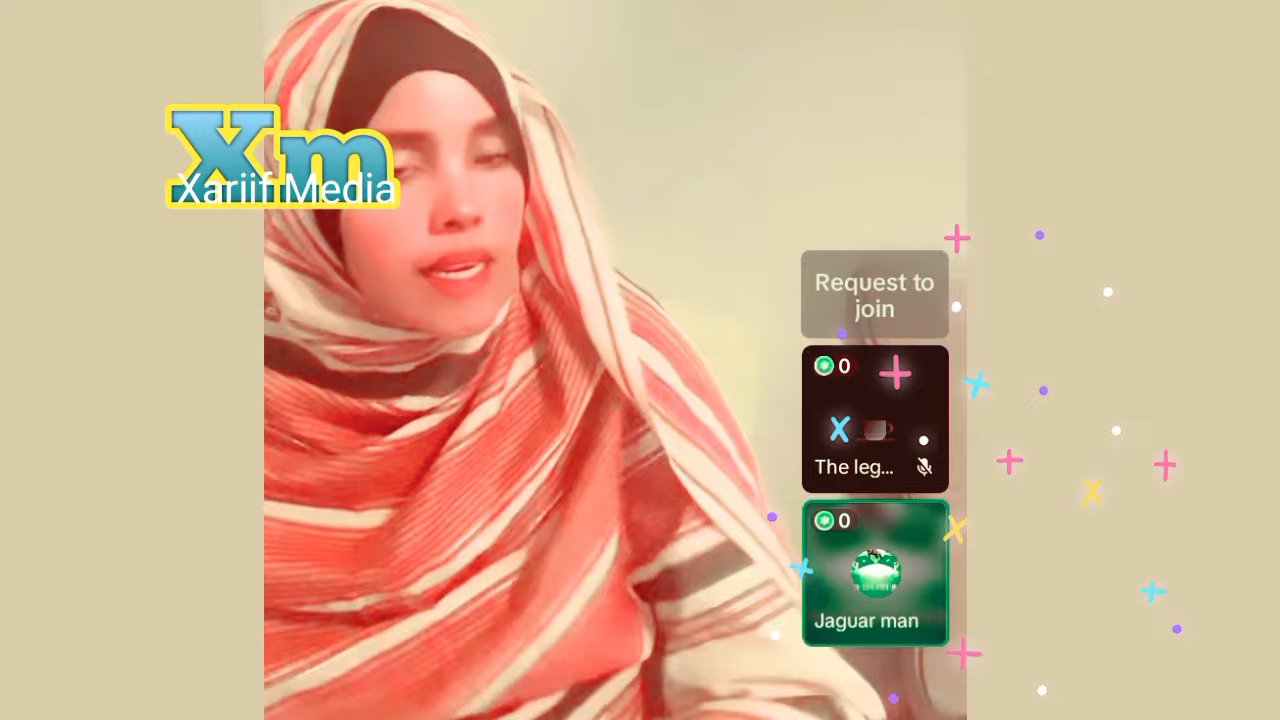 Xm
Xariif Media
Request to
join
0
The leg...
0
Jaguar man